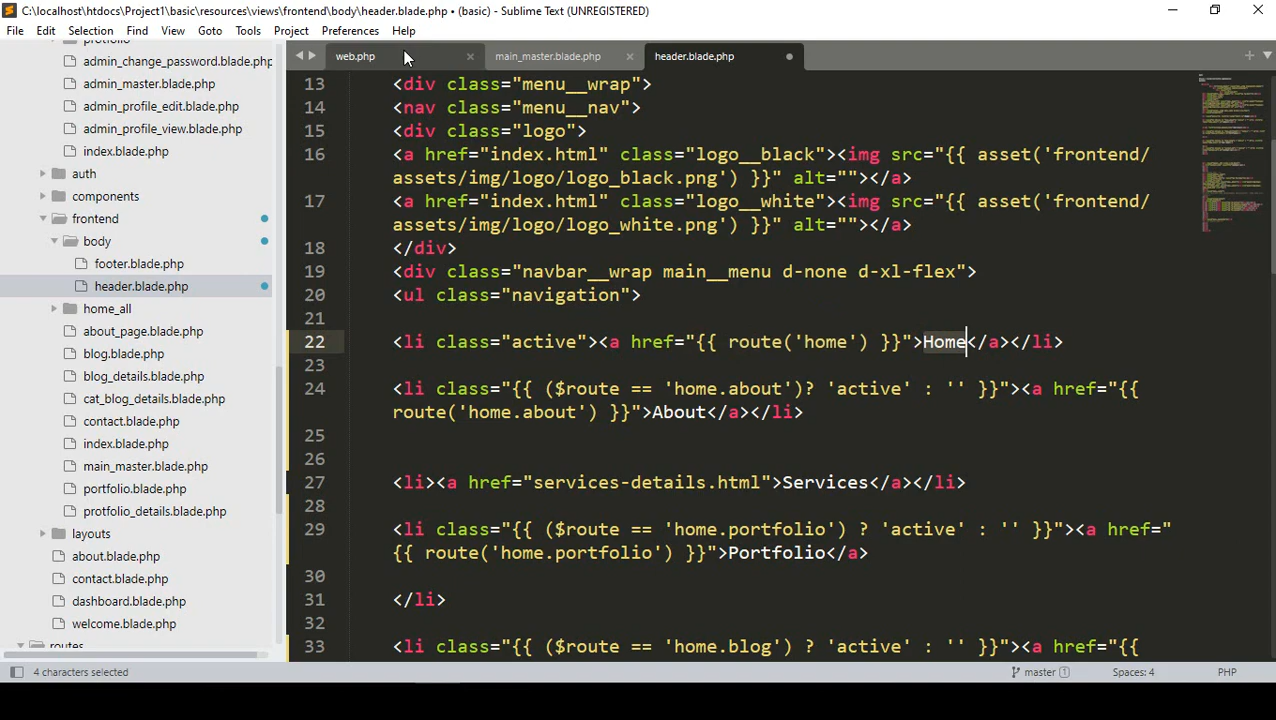 C:\localhost\htdocs\Project1\basic\resources\views\frontend\body\header.blade.php • (basic) - Sublime Text (UNREGISTERED)
File Edit Selection Find View Goto Tools Project Preferences Help
web.php × main_master.blade.php × header.blade.php
admin_change_password.blade.php
admin_master.blade.php
admin_profile_edit.blade.php
admin_profile_view.blade.php
index.blade.php
auth
components
frontend
body
footer.blade.php
header.blade.php
home_all
about_page.blade.php
blog.blade.php
blog_details.blade.php
cat_blog_details.blade.php
contact.blade.php
index.blade.php
main_master.blade.php
portfolio.blade.php
protfolio_details.blade.php
layouts
about.blade.php
contact.blade.php
dashboard.blade.php
welcome.blade.php
routes
13 <div class="menu__wrap">
14 <nav class="menu__nav">
15 <div class="logo">
16 <a href="index.html" class="logo__black"><img src="{{ asset('frontend/
assets/img/logo/logo_black.png') }}" alt=""></a>
17 <a href="index.html" class="logo__white"><img src="{{ asset('frontend/
assets/img/logo/logo_white.png') }}" alt=""></a>
18 </div>
19 <div class="navbar__wrap main__menu d-none d-xl-flex">
20 <ul class="navigation">
21
22 <li class="active"><a href="{{ route('home') }}">Home</a></li>
23
24 <li class="{{ ($route == 'home.about')? 'active' : '' }}"><a href="{{
route('home.about') }}">About</a></li>
25
26
27 <li><a href="services-details.html">Services</a></li>
28
29 <li class="{{ ($route == 'home.portfolio') ? 'active' : '' }}"><a href="
{{ route('home.portfolio') }}">Portfolio</a>
30
31 </li>
32
33 <li class="{{ ($route == 'home.blog') ? 'active' : '' }}"><a href="{{
4 characters selected
master 1 Spaces: 4 PHP